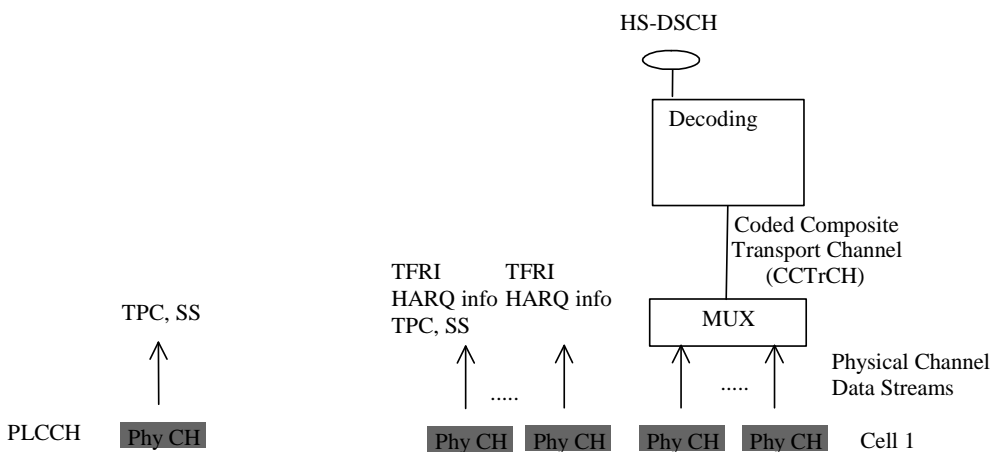 HS-DSCH
Decoding
Coded Composite
Transport Channel
(CCTrCH)
TFRI
HARQ info
TPC, SS
TFRI
HARQ info
TPC, SS
MUX
Physical Channel
Data Streams
.....
.....
PLCCH
Phy CH
Phy CH
Phy CH
Phy CH
Phy CH
Cell 1